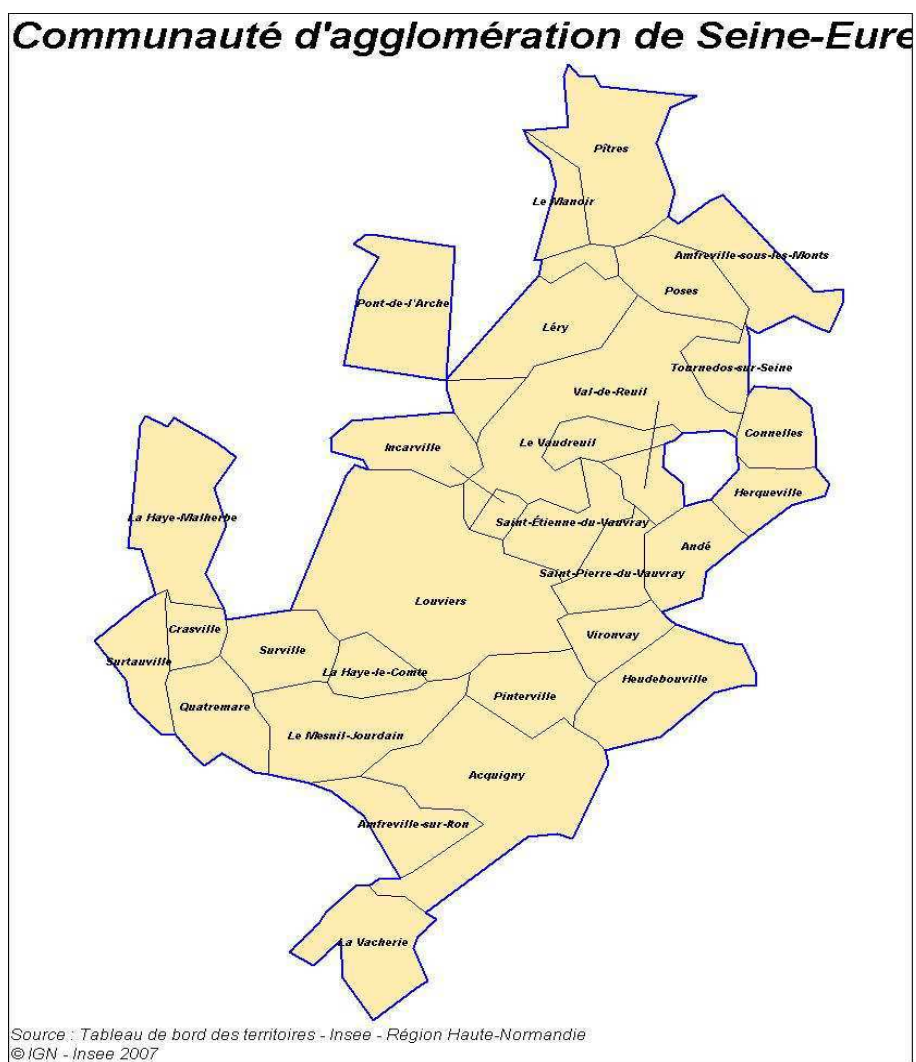 Communauté d'agglomération de Seine-Eure
Pîtres
Le Manoir
Amfreville-sous-les-Monts
Poses
Pont-de-l'Arche
Léry
Tournedos-sur-Seine
Val-de-Reuil
Connelles
Le Vaudreuil
Incarville
Herqueville
La Haye-Malherbe
Saint-Étienne-du-Vauvray
Andé
Saint-Pierre-du-Vauvray
Louviers
Crasville
Vironvay
Surville
Surtauville
La Haye-le-Comte
Heudebouville
Pinterville
Quatremare
Le Mesnil-Jourdain
Acquigny
Amfreville-sur-Iton
La Vacherie
Source : Tableau de bord des territoires - Insee - Région Haute-Normandie
© IGN - Insee 2007